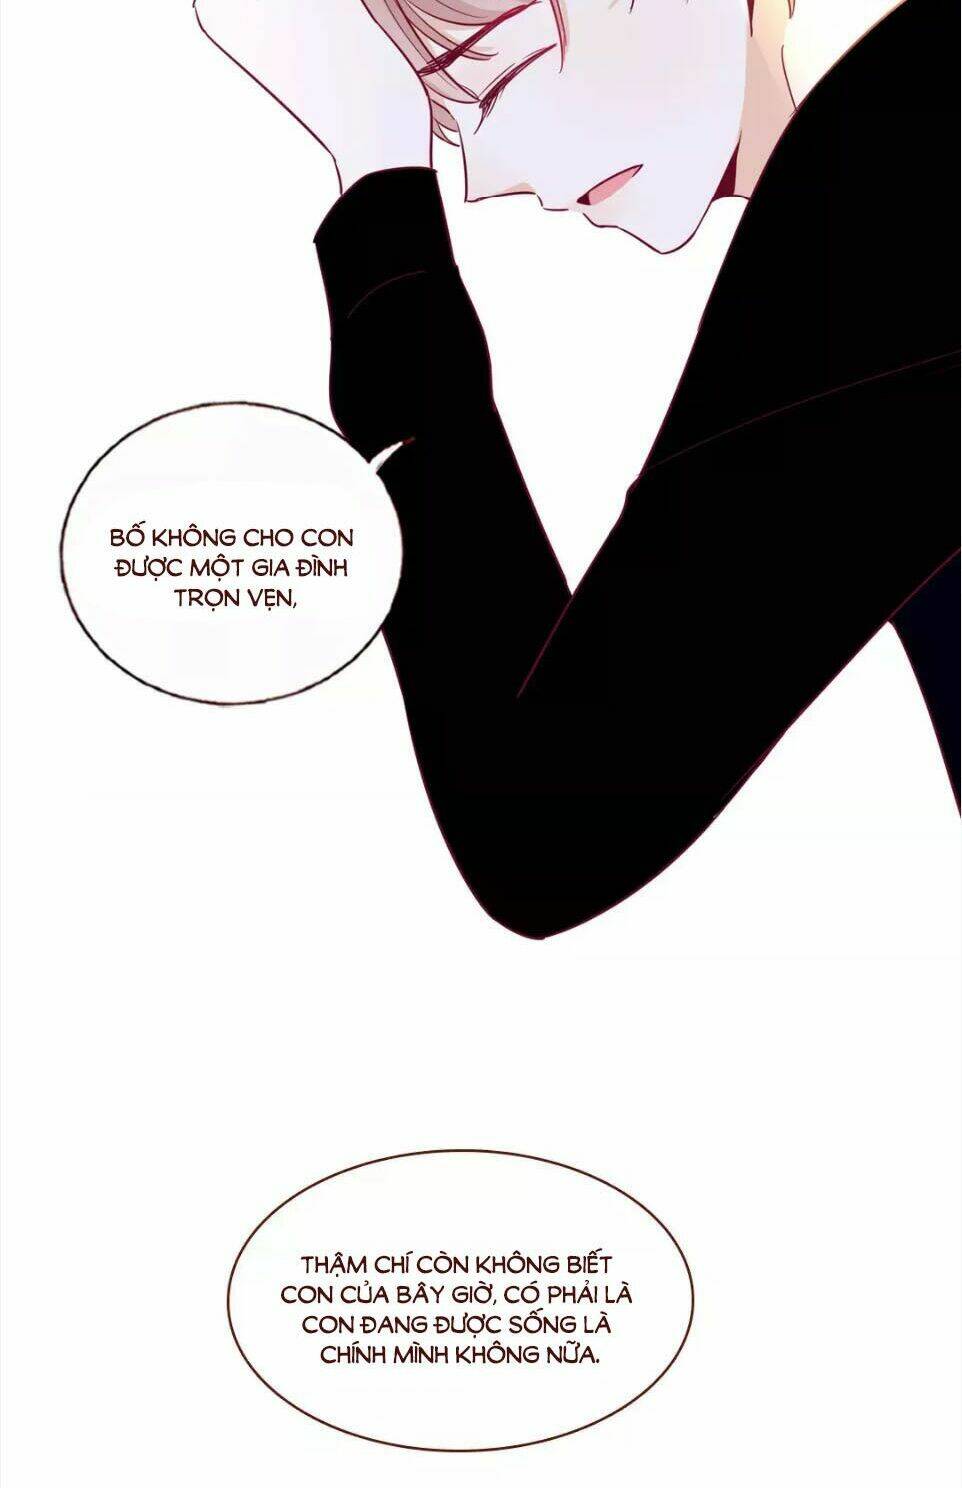 BỐ KHÔNG CHO CON
ĐƯỢC MỘT GIA ĐÌNH
TRỌN VẸN,
THẬM CHÍ CÒN KHÔNG BIẾT
CON CỦA BÂY GIỜ, CÓ PHẢI LÀ
CON ĐANG ĐƯỢC SỐNG LÀ
CHÍNH MÌNH KHÔNG NỮA.